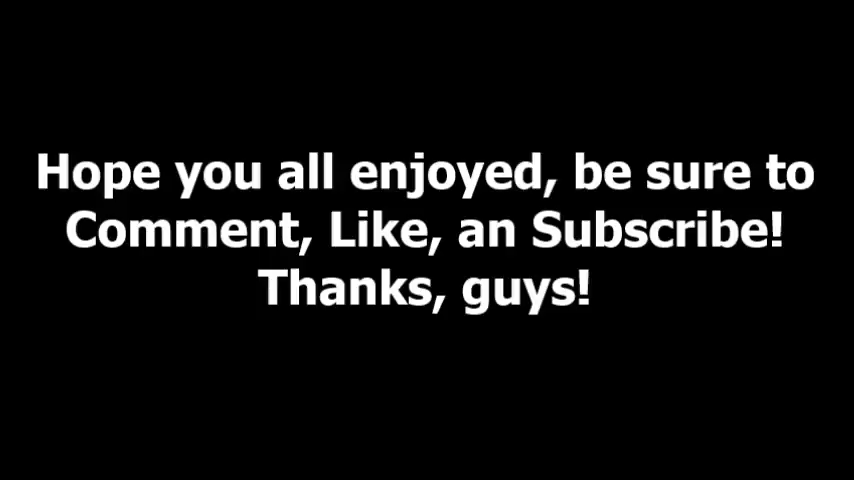 Hope you all enjoyed, be sure to
Comment, Like, an Subscribe!
Thanks, guys!